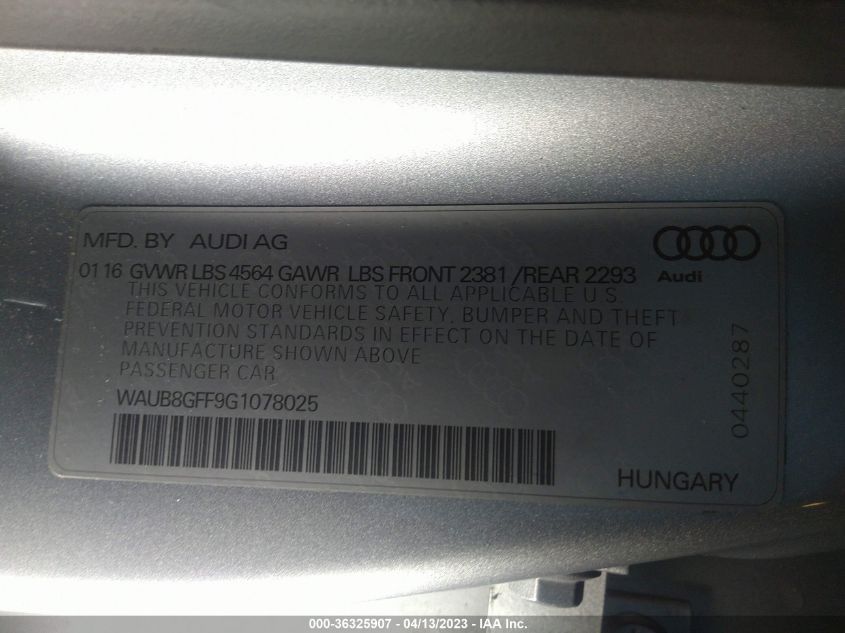 MFD. BY AUDI AG
Audi
01 16 GVWR LBS 4564 GAWR LBS FRONT 2381 /REAR 2293
THIS VEHICLE CONFORMS TO ALL APPLICABLE U.S.
FEDERAL MOTOR VEHICLE SAFETY, BUMPER AND THEFT
PREVENTION STANDARDS IN EFFECT ON THE DATE OF
MANUFACTURE SHOWN ABOVE
PASSENGER CAR
WAUB8GFF9G1078025
0440287
HUNGARY
000-36325907 - 04/13/2023 - IAA Inc.